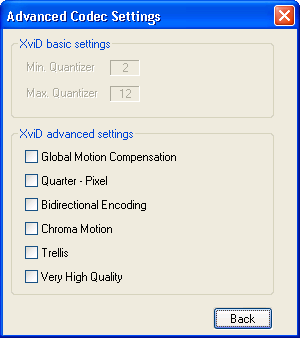 Advanced Codec Settings
XviD basic settings
Min. Quantizer 2
Max. Quantizer 12
XviD advanced settings
Global Motion Compensation
Quarter - Pixel
Bidirectional Encoding
Chroma Motion
Trellis
Very High Quality
Back